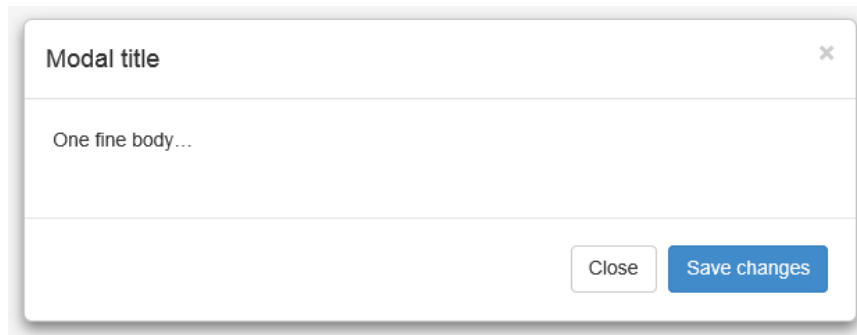 Modal title ×
One fine body…
Close Save changes